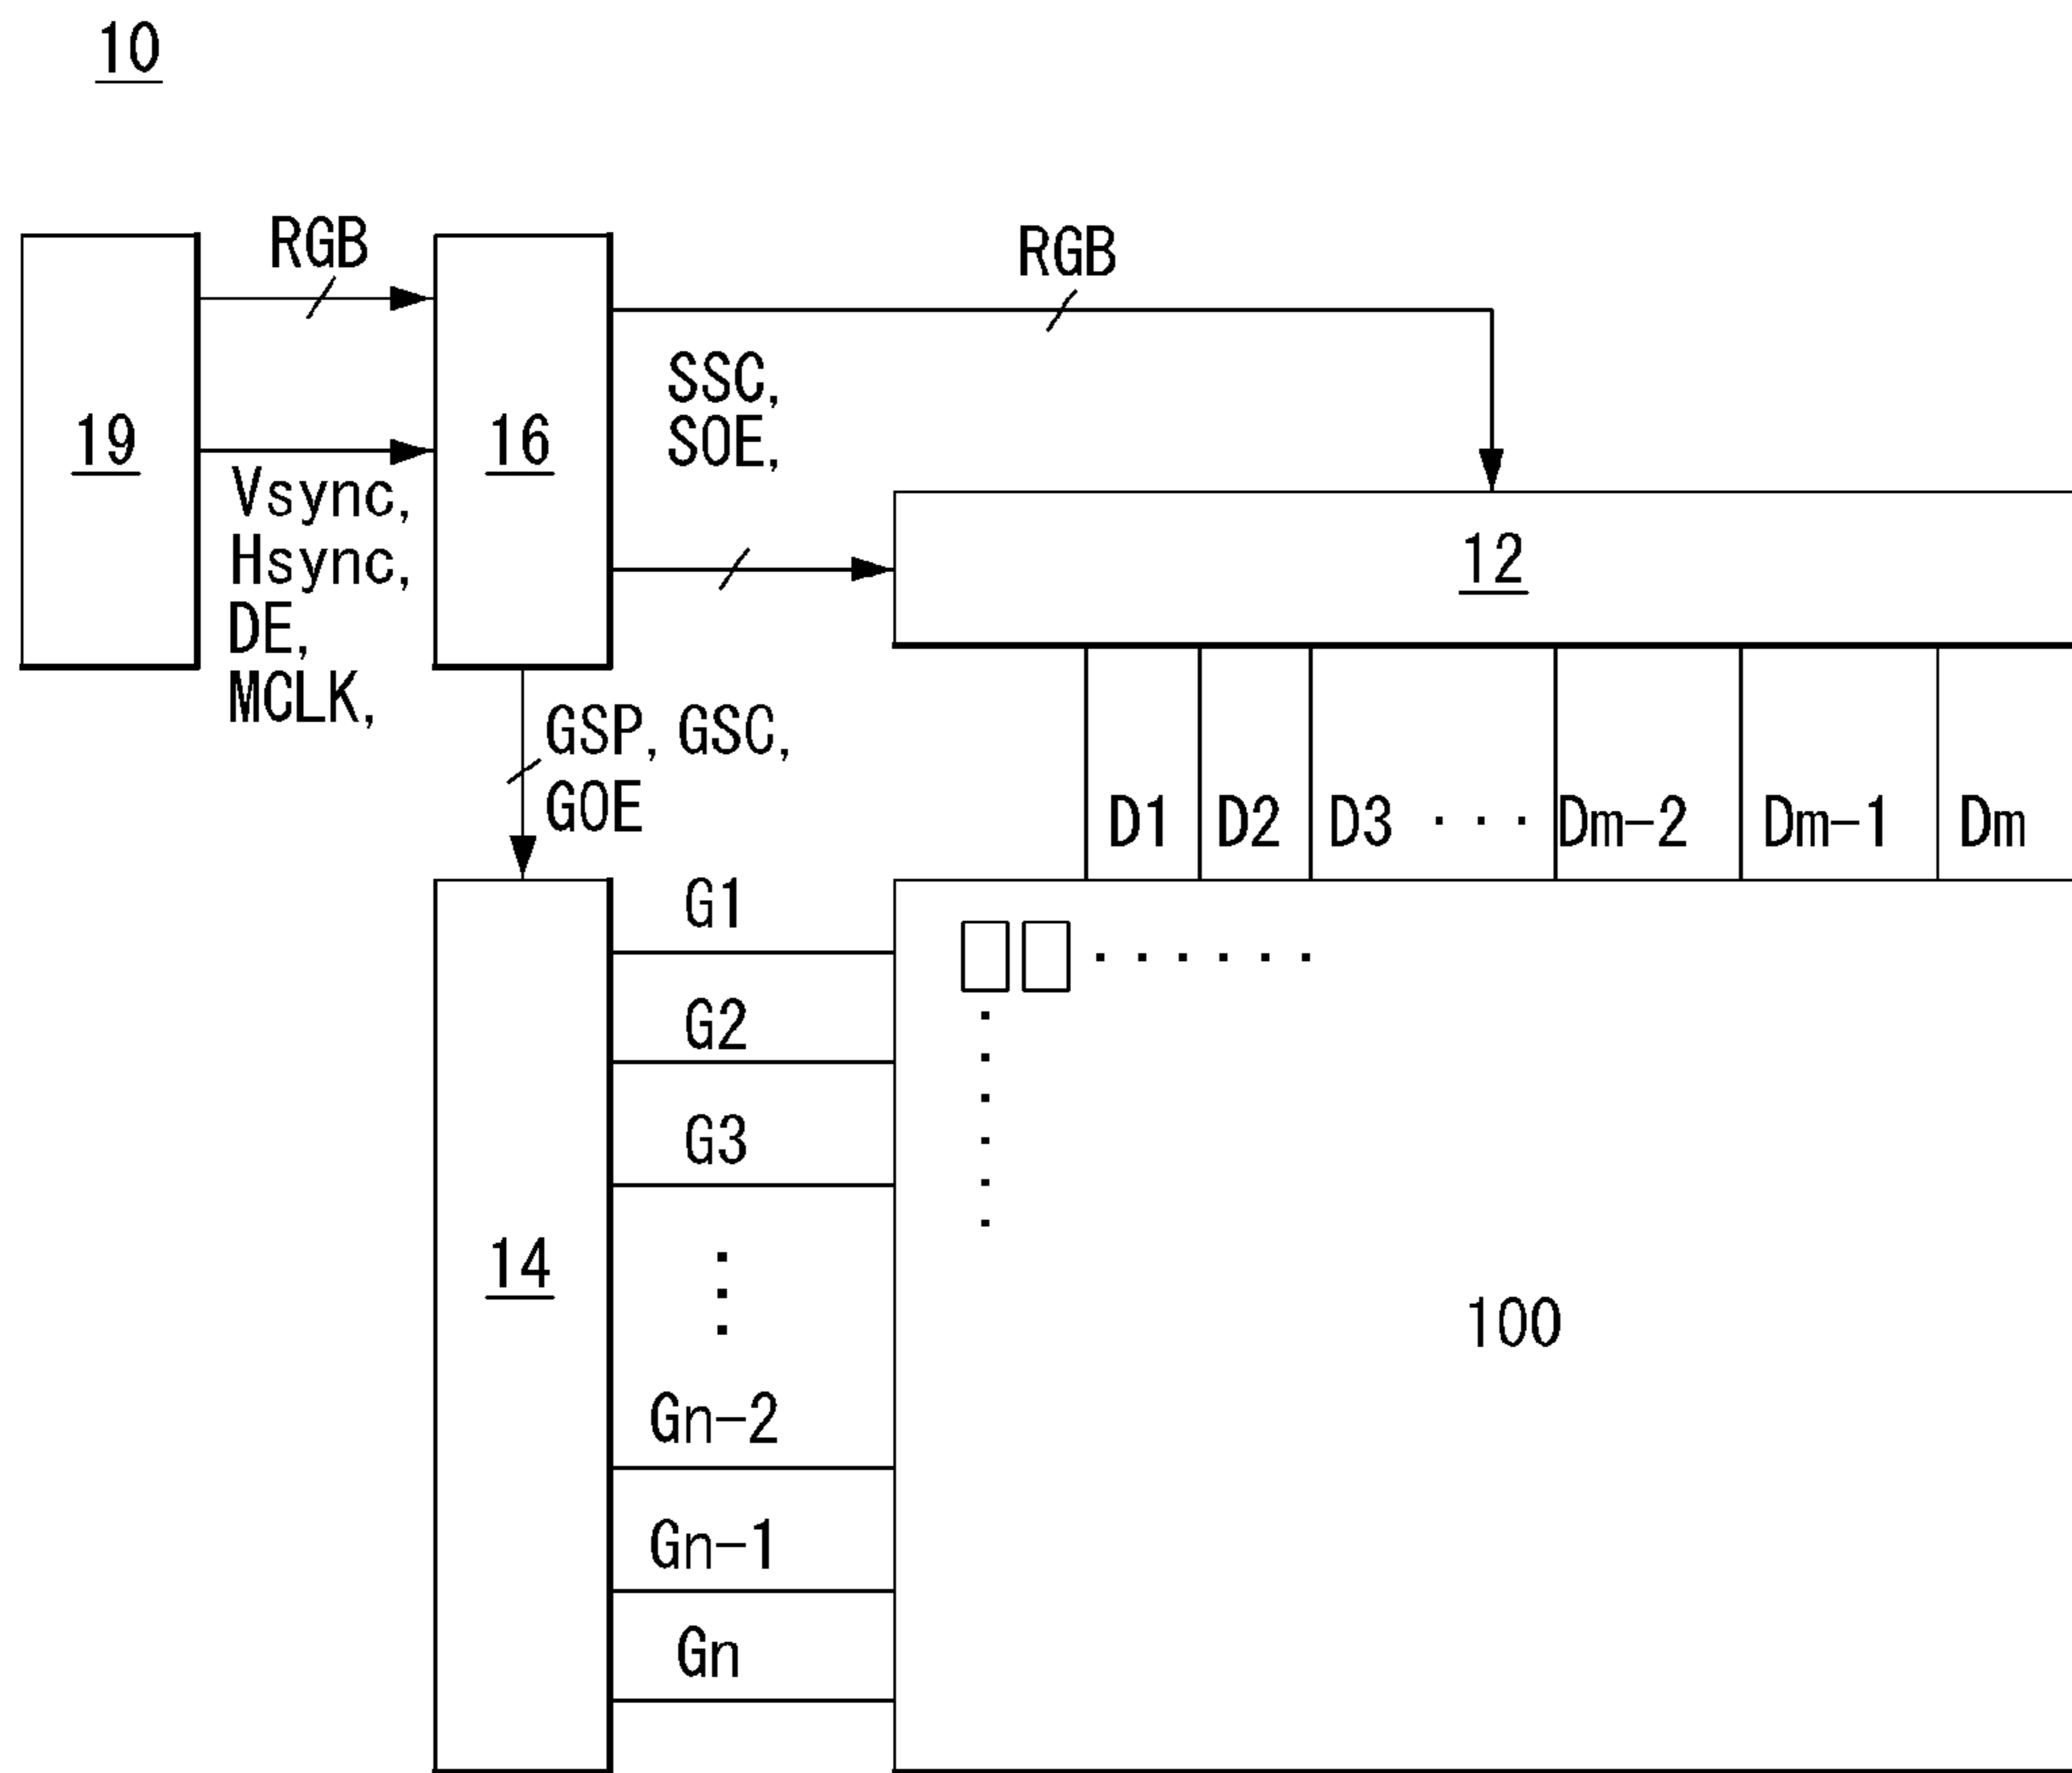 10
RGB
RGB
SSC,
SOE,
19
16
Vsync,
Hsync,
DE,
MCLK,
12
GSP, GSC,
GOE
D1 D2 D3 ··· Dm-2 Dm-1 Dm
G1
G2
G3
14
100
Gn-2
Gn-1
Gn